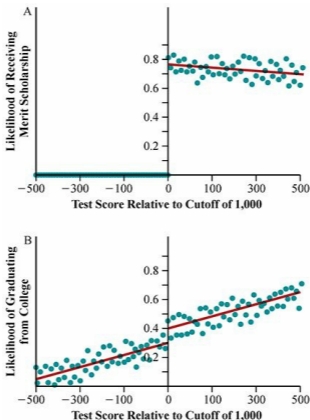 A
Likelihood of Receiving
Merit Scholarship
0.8
0.6
0.4
0.2
−500 −300 −100 0 100 300 500
Test Score Relative to Cutoff of 1,000
B
Likelihood of Graduating
from College
0.8
0.6
0.4
0.2
−500 −300 −100 0 100 300 500
Test Score Relative to Cutoff of 1,000